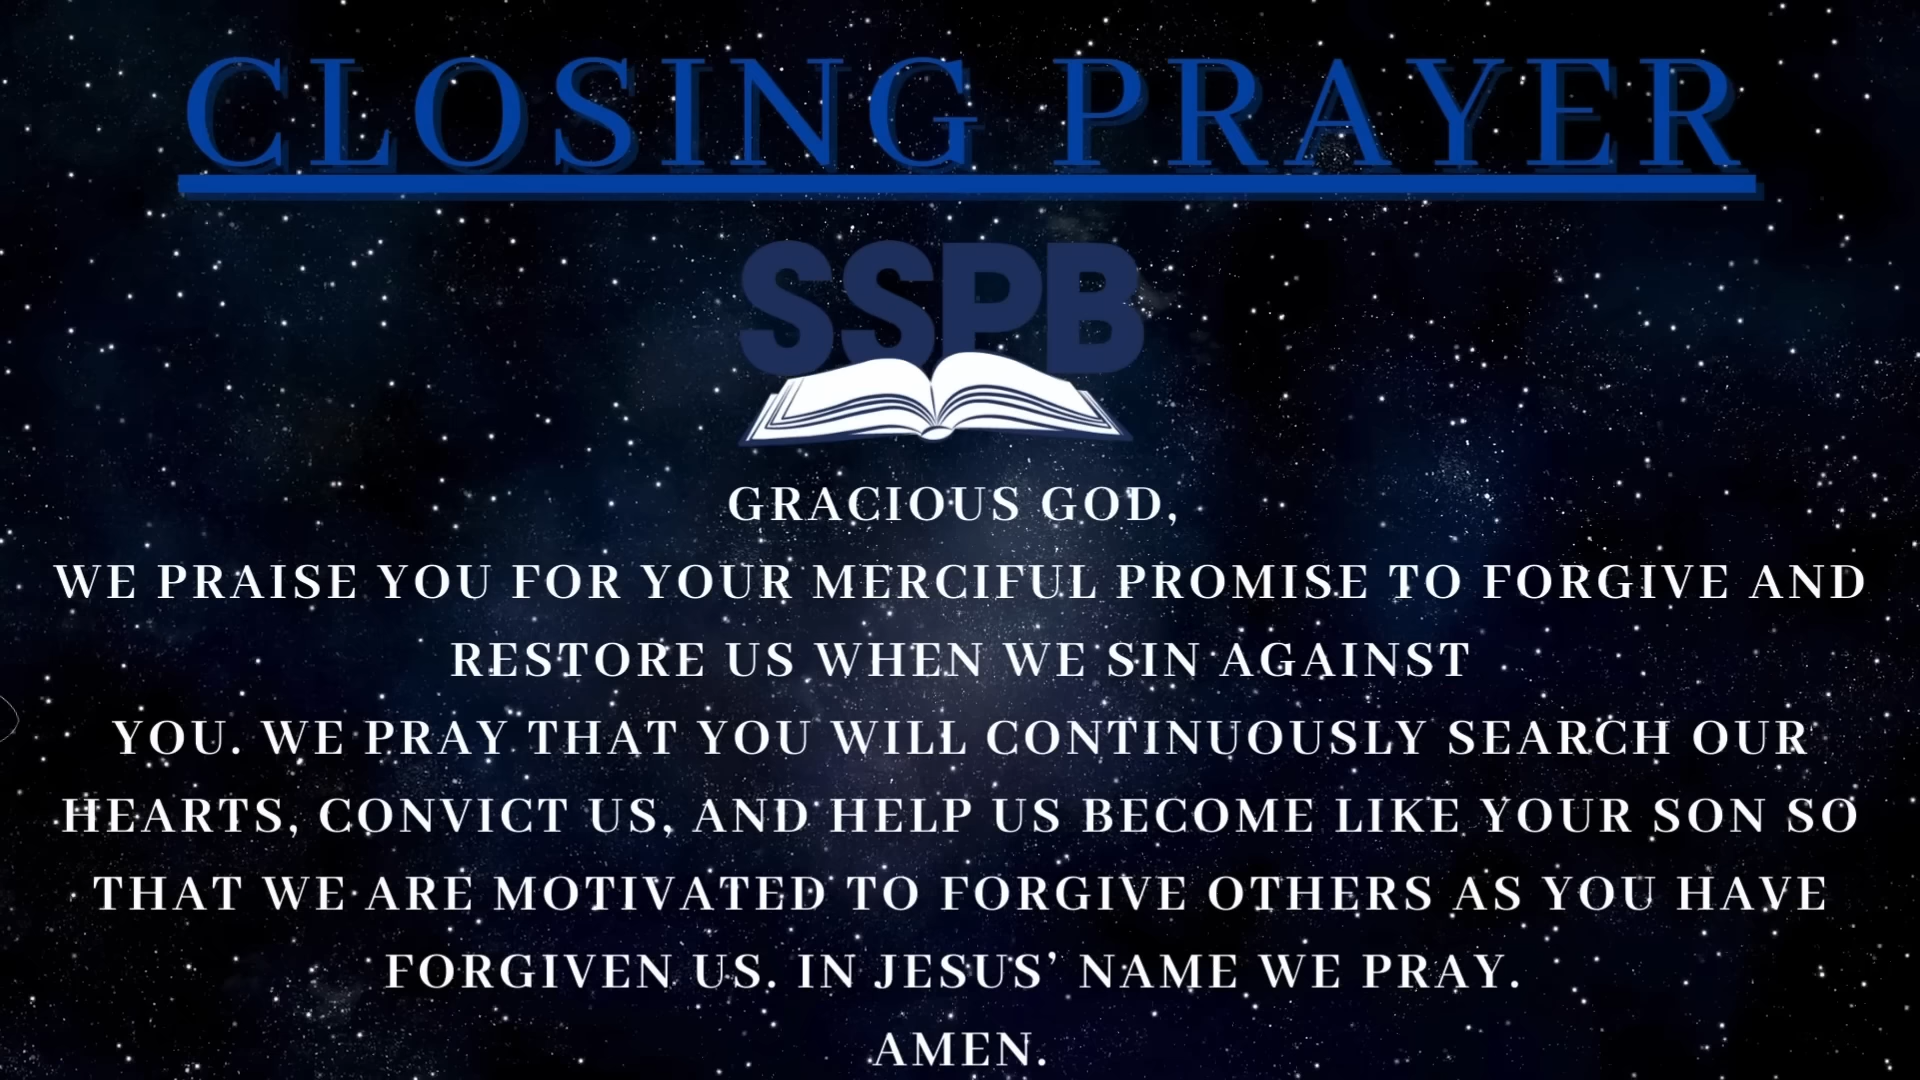 CLOSING PRAYER
SSPB
GRACIOUS GOD,
WE PRAISE YOU FOR YOUR MERCIFUL PROMISE TO FORGIVE AND
RESTORE US WHEN WE SIN AGAINST
YOU. WE PRAY THAT YOU WILL CONTINUOUSLY SEARCH OUR
HEARTS, CONVICT US, AND HELP US BECOME LIKE YOUR SON SO
THAT WE ARE MOTIVATED TO FORGIVE OTHERS AS YOU HAVE
FORGIVEN US. IN JESUS’ NAME WE PRAY.
AMEN.